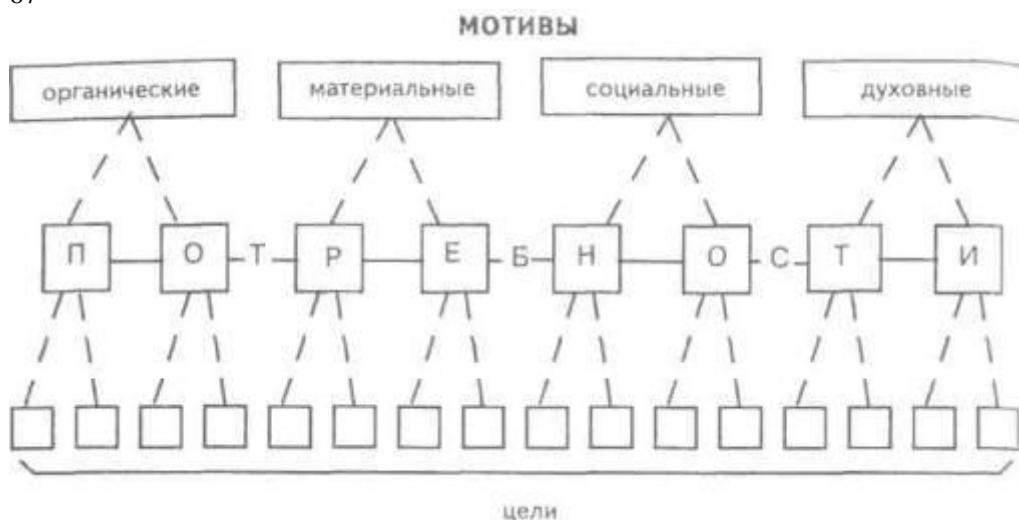 МОТИВЫ
органические материальные социальные духовные
П О Т Р Е Б Н О С Т И
цели